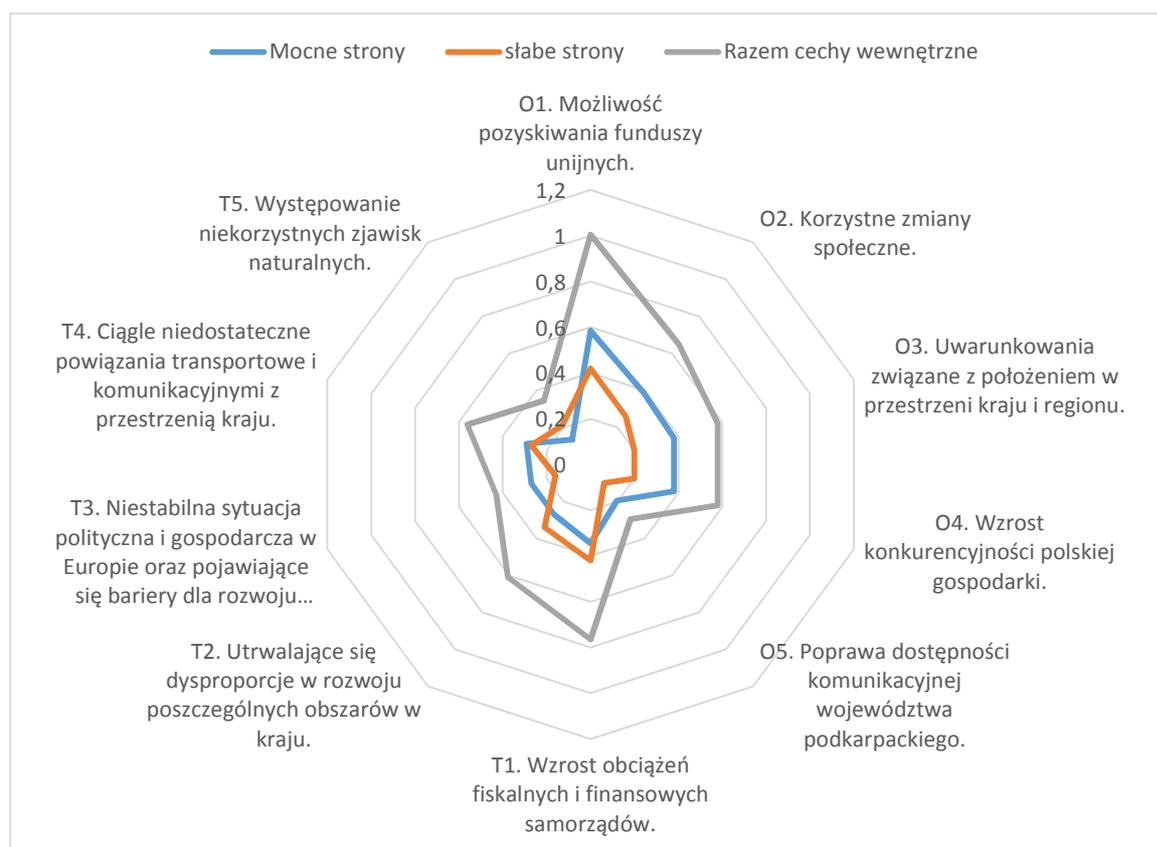 Mocne strony
słabe strony
Razem cechy wewnętrzne
O1. Możliwość
pozyskiwania funduszy
unijnych.
O2. Korzystne zmiany
społeczne.
O3. Uwarunkowania
związane z położeniem w
przestrzeni kraju i regionu.
O4. Wzrost
konkurencyjności polskiej
gospodarki.
O5. Poprawa dostępności
komunikacyjnej
województwa
podkarpackiego.
T1. Wzrost obciążeń
fiskalnych i finansowych
samorządów.
T2. Utrwalające się
dysproporcje w rozwoju
poszczególnych obszarów w
kraju.
T3. Niestabilna sytuacja
polityczna i gospodarcza w
Europie oraz pojawiające
się bariery dla rozwoju…
T4. Ciągle niedostateczne
powiązania transportowe i
komunikacyjnymi z
przestrzenią kraju.
T5. Występowanie
niekorzystnych zjawisk
naturalnych.
1,2
1
0,8
0,6
0,4
0,2
0